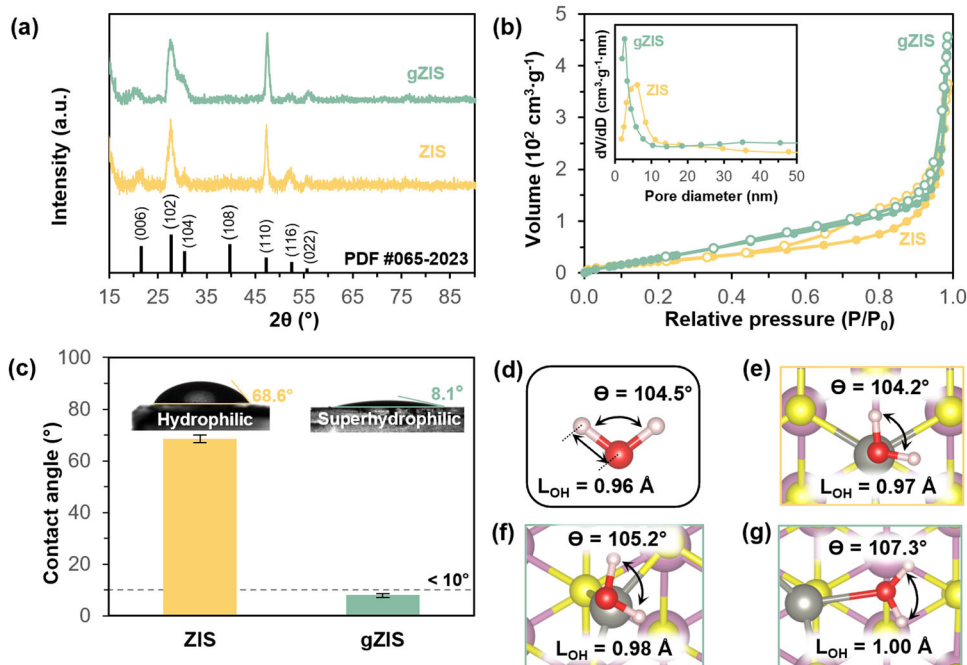 (a)
Intensity (a.u.)
gZIS
ZIS
(006)
(102)
(104)
(108)
(110)
(116)
(022)
PDF #065-2023
15 25 35 45 55 65 75 85
2θ (°)
(b)
Volume (10² cm³·g⁻¹)
5
4
3
2
1
0
gZIS
ZIS
dV/dD (cm³·g⁻¹·nm)
gZIS
ZIS
0 10 20 30 40 50
Pore diameter (nm)
0.0 0.2 0.4 0.6 0.8 1.0
Relative pressure (P/P₀)
(c)
Contact angle (°)
100
80
60
40
20
0
68.6°
Hydrophilic
8.1°
Superhydrophilic
< 10°
ZIS gZIS
(d)
Ɵ = 104.5°
L_OH = 0.96 Å
(e)
Ɵ = 104.2°
L_OH = 0.97 Å
(f)
Ɵ = 105.2°
L_OH = 0.98 Å
(g)
Ɵ = 107.3°
L_OH = 1.00 Å